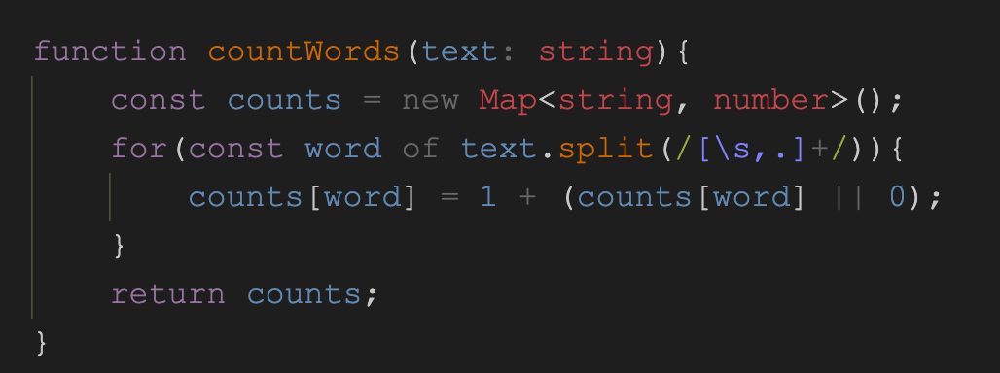 function countWords(text: string){
    const counts = new Map<string, number>();
    for(const word of text.split(/[\s,.]+/)){
        counts[word] = 1 + (counts[word] || 0);
    }
    return counts;
}